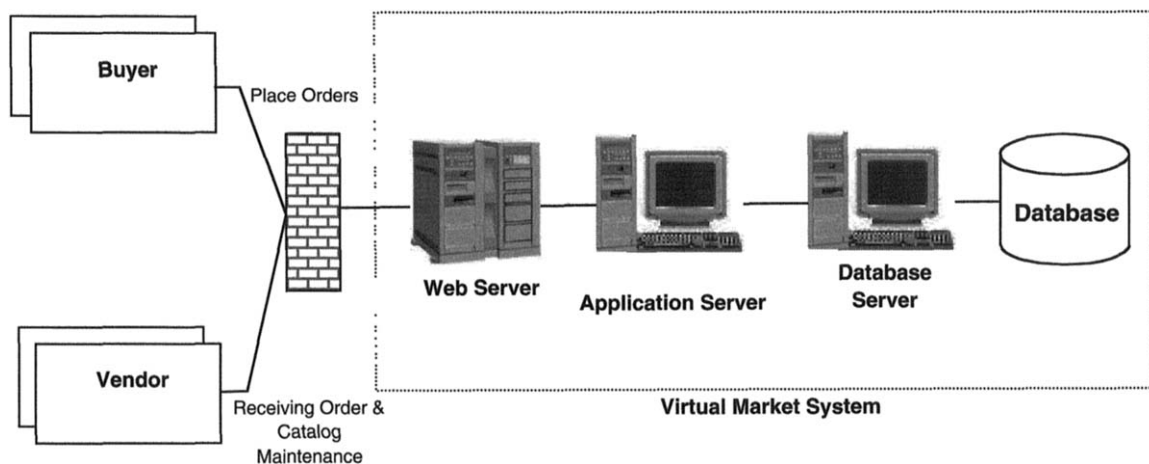 Buyer
Place Orders
Web Server
Application Server
Database
Server
Database
Vendor
Receiving Order &
Catalog
Maintenance
Virtual Market System